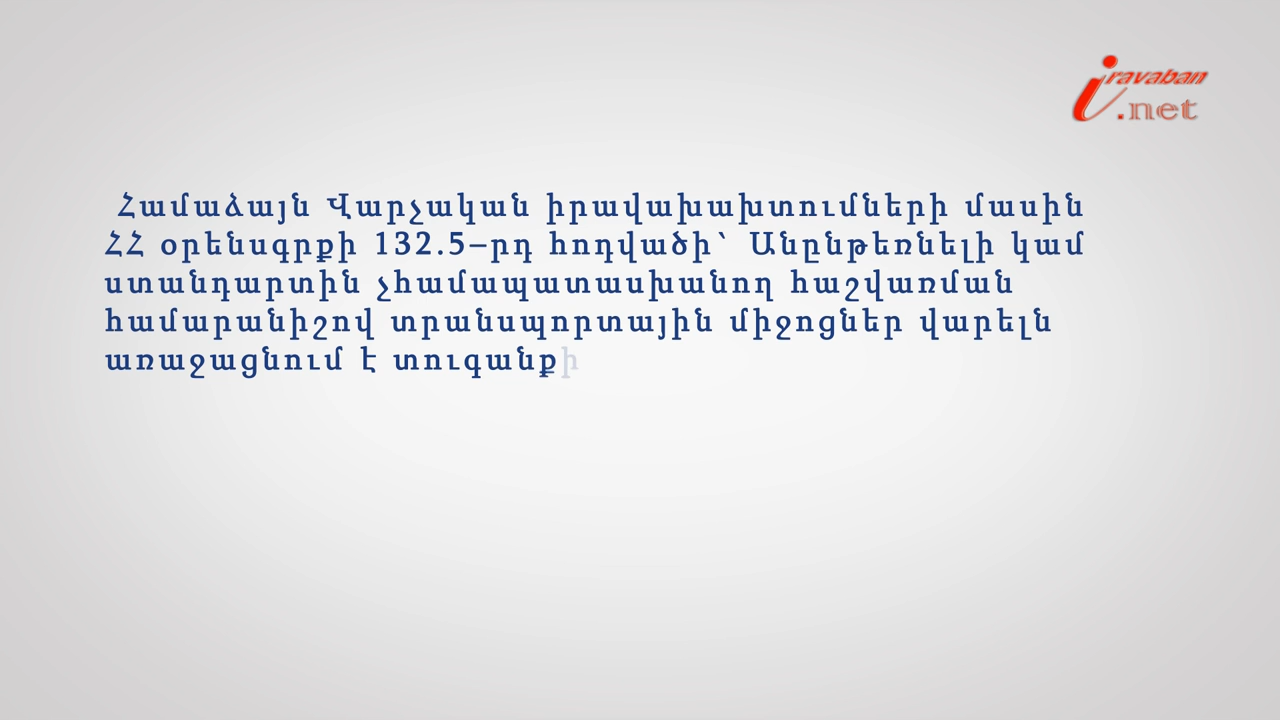 iravaban
.net
Համաձայն Վարչական իրավախախտումների մասին
ՀՀ օրենսգրքի 132.5–րդ հոդվածի՝ Անընթեռնելի կամ
ստանդարտին չհամապատասխանող հաշվառման
համարանիշով տրանսպորտային միջոցներ վարելն
առաջացնում է տուգանքի